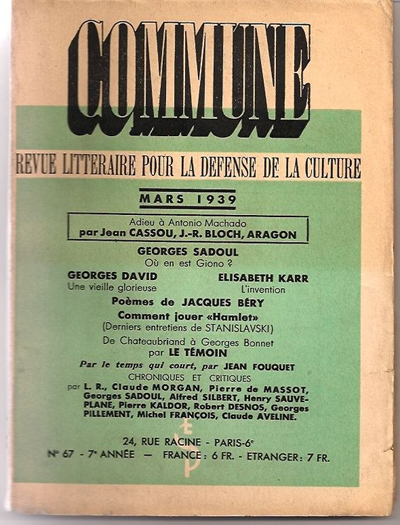 COMMUNE
REVUE LITTERAIRE POUR LA DEFENSE DE LA CULTURE
MARS 1939
Adieu à Antonio Machado
par Jean CASSOU, J.-R. BLOCH, ARAGON
GEORGES SADOUL
Où en est Giono ?
GEORGES DAVID
Une vieille glorieuse
ELISABETH KARR
L'invention
Poèmes de JACQUES BÉRY
Comment jouer «Hamlet»
(Derniers entretiens de STANISLAVSKI)
De Chateaubriand à Georges Bonnet
par LE TÉMOIN
Par le temps qui court, par JEAN FOUQUET
CHRONIQUES ET CRITIQUES
par L. R., Claude MORGAN, Pierre de MASSOT,
Georges SADOUL, Alfred SILBERT, Henry SAUVE-
PLANE, Pierre KALDOR, Robert DESNOS, Georges
PILLEMENT, Michel FRANÇOIS, Claude AVELINE.
24, RUE RACINE - PARIS-6e
N° 67 - 7e ANNÉE — FRANCE : 6 FR. - ETRANGER : 7 FR.